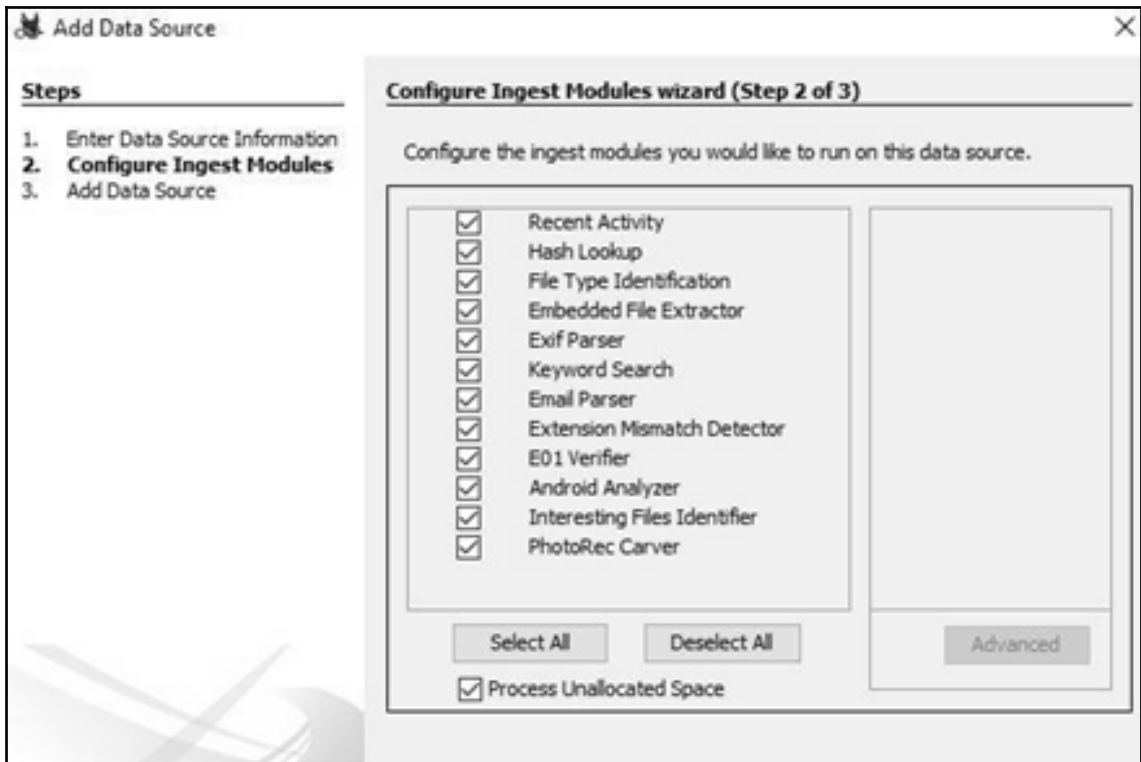 Add Data Source
Steps
1. Enter Data Source Information
2. Configure Ingest Modules
3. Add Data Source
Configure Ingest Modules wizard (Step 2 of 3)
Configure the ingest modules you would like to run on this data source.
Recent Activity
Hash Lookup
File Type Identification
Embedded File Extractor
Exif Parser
Keyword Search
Email Parser
Extension Mismatch Detector
E01 Verifier
Android Analyzer
Interesting Files Identifier
PhotoRec Carver
Select All
Deselect All
Advanced
Process Unallocated Space